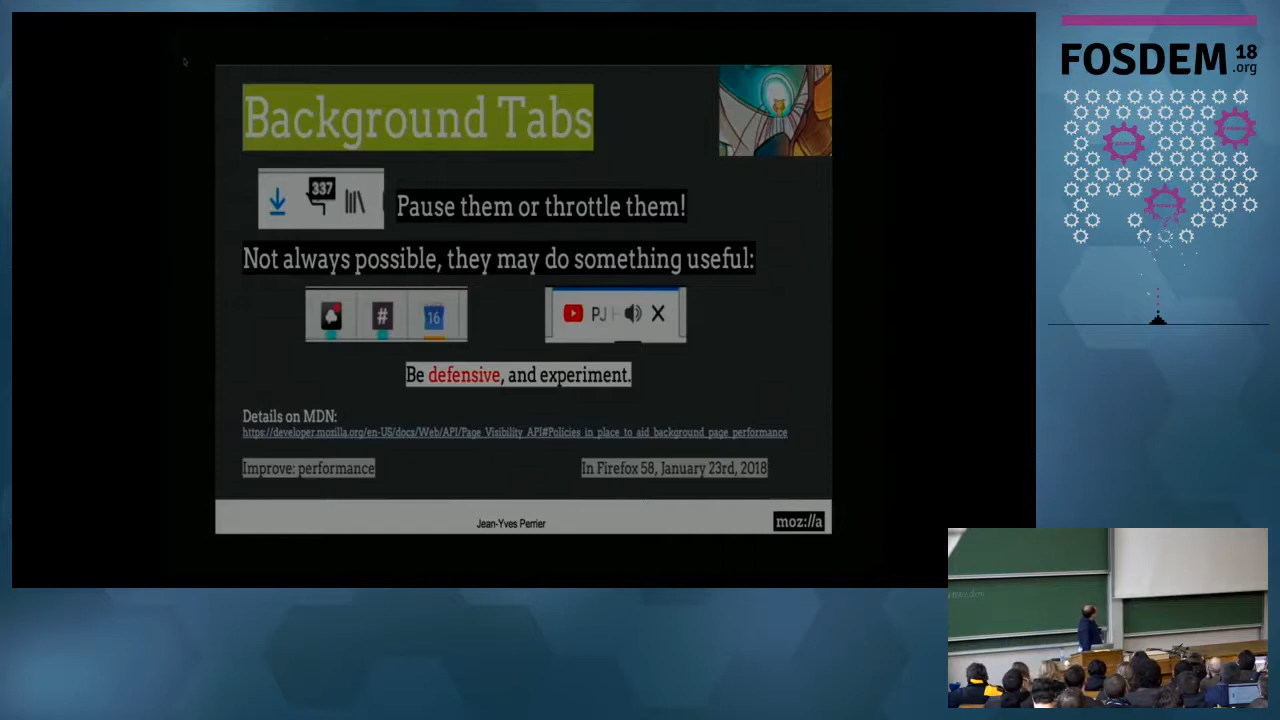 Background Tabs
337
Pause them or throttle them!
Not always possible, they may do something useful:
#
16
PJ
Be defensive, and experiment.
Details on MDN:
https://developer.mozilla.org/en-US/docs/Web/API/Page_Visibility_API#Policies_in_place_to_aid_background_page_performance
Improve: performance
In Firefox 58, January 23rd, 2018
Jean-Yves Perrier
moz://a
FOSDEM 18
.org